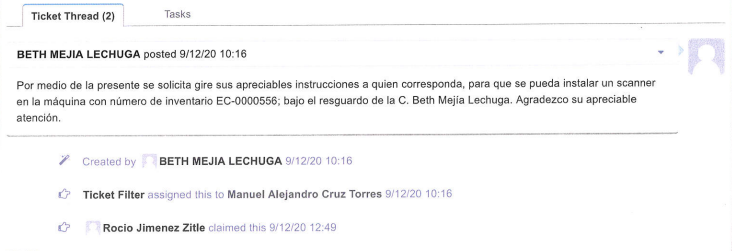 Ticket Thread (2)
Tasks
BETH MEJIA LECHUGA posted 9/12/20 10:16
Por medio de la presente se solicita gire sus apreciables instrucciones a quien corresponda, para que se pueda instalar un scanner
en la máquina con número de inventario EC-0000556; bajo el resguardo de la C. Beth Mejía Lechuga. Agradezco su apreciable
atención.
Created by BETH MEJIA LECHUGA 9/12/20 10:16
Ticket Filter assigned this to Manuel Alejandro Cruz Torres 9/12/20 10:16
Rocio Jimenez Zitle claimed this 9/12/20 12:49